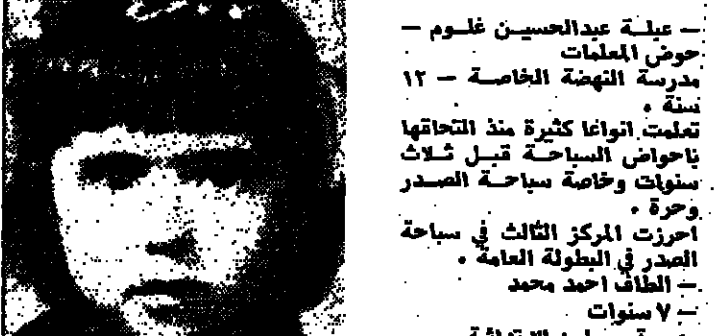 — عبلة عبدالحسين غلوم —
حوض المعلمات
مدرسة النهضة الخاصة — ١٢
سنة .
تعلمت انواعا كثيرة منذ التحاقها
باحواض السباحة قبل ثلاث
سنوات وخاصة سباحة الصدر
وحرة .
احرزت المركز الثالث في سباحة
الصدر في البطولة العامة .
— الطاف احمد محمد
— ٧ سنوات